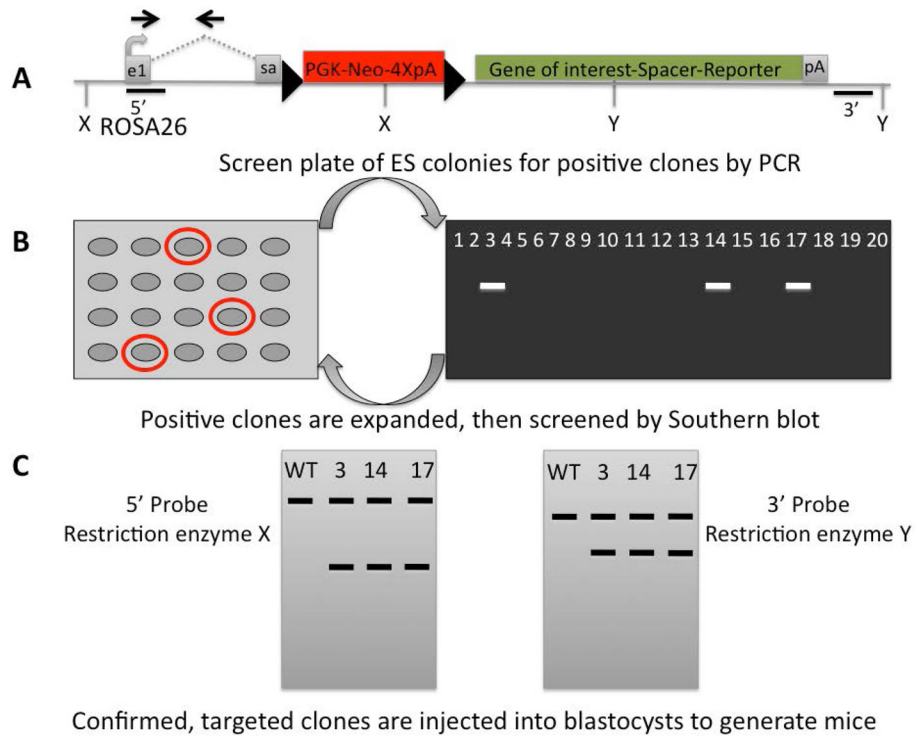 A
e1
sa
PGK-Neo-4XpA
Gene of interest-Spacer-Reporter
pA
5’
3’
X
ROSA26
X
Y
Y
Screen plate of ES colonies for positive clones by PCR
B
1 2 3 4 5 6 7 8 9 10 11 12 13 14 15 16 17 18 19 20
Positive clones are expanded, then screened by Southern blot
C
WT 3 14 17
WT 3 14 17
5’ Probe
Restriction enzyme X
3’ Probe
Restriction enzyme Y
Confirmed, targeted clones are injected into blastocysts to generate mice